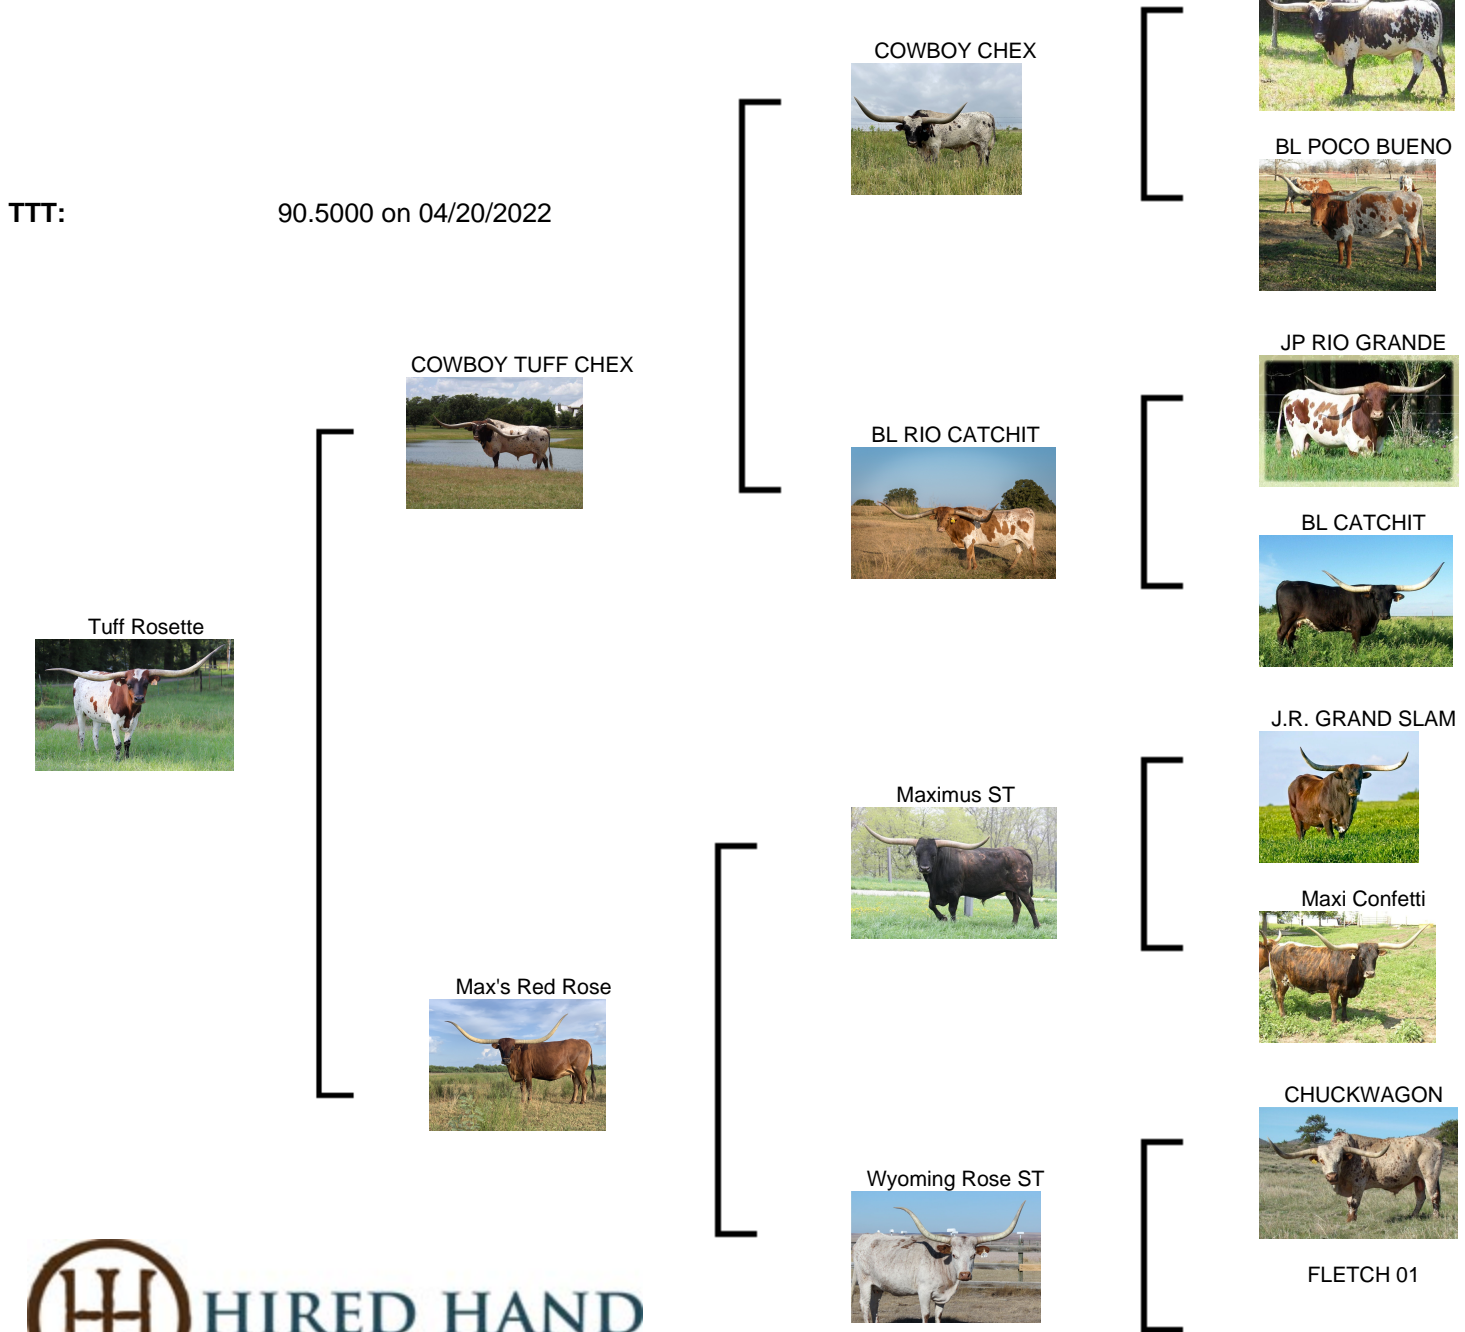 COWBOY CHEX
BL POCO BUENO
TTT: 90.5000 on 04/20/2022
JP RIO GRANDE
COWBOY TUFF CHEX
BL RIO CATCHIT
BL CATCHIT
Tuff Rosette
J.R. GRAND SLAM
Maximus ST
Maxi Confetti
Max's Red Rose
CHUCKWAGON
Wyoming Rose ST
FLETCH 01
HIRED HAND